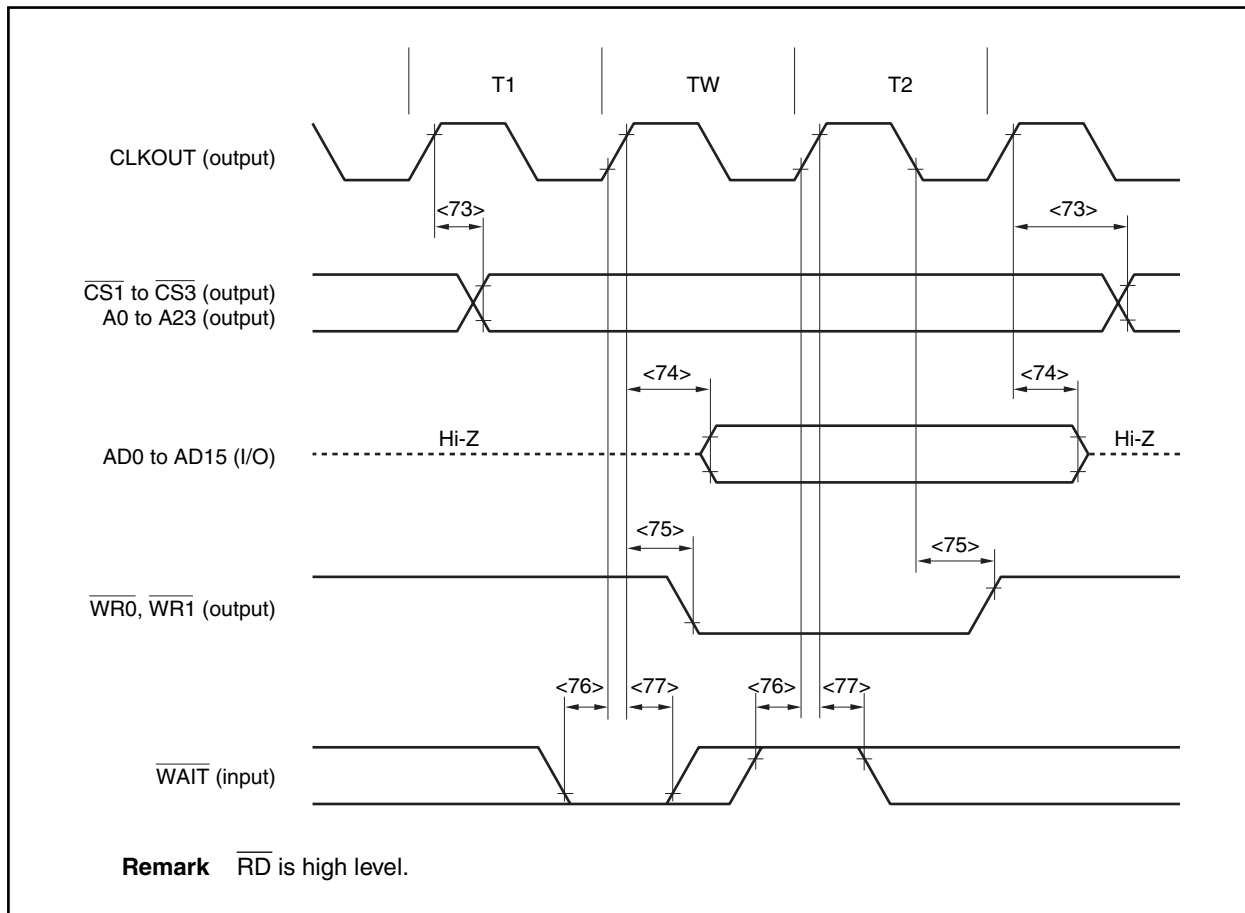 T1 TW T2
CLKOUT (output)
<73> <73>
CS1 to CS3 (output)
A0 to A23 (output)
<74> <74>
Hi-Z Hi-Z
AD0 to AD15 (I/O)
<75> <75>
WR0, WR1 (output)
<76> <77> <76> <77>
WAIT (input)
Remark RD is high level.